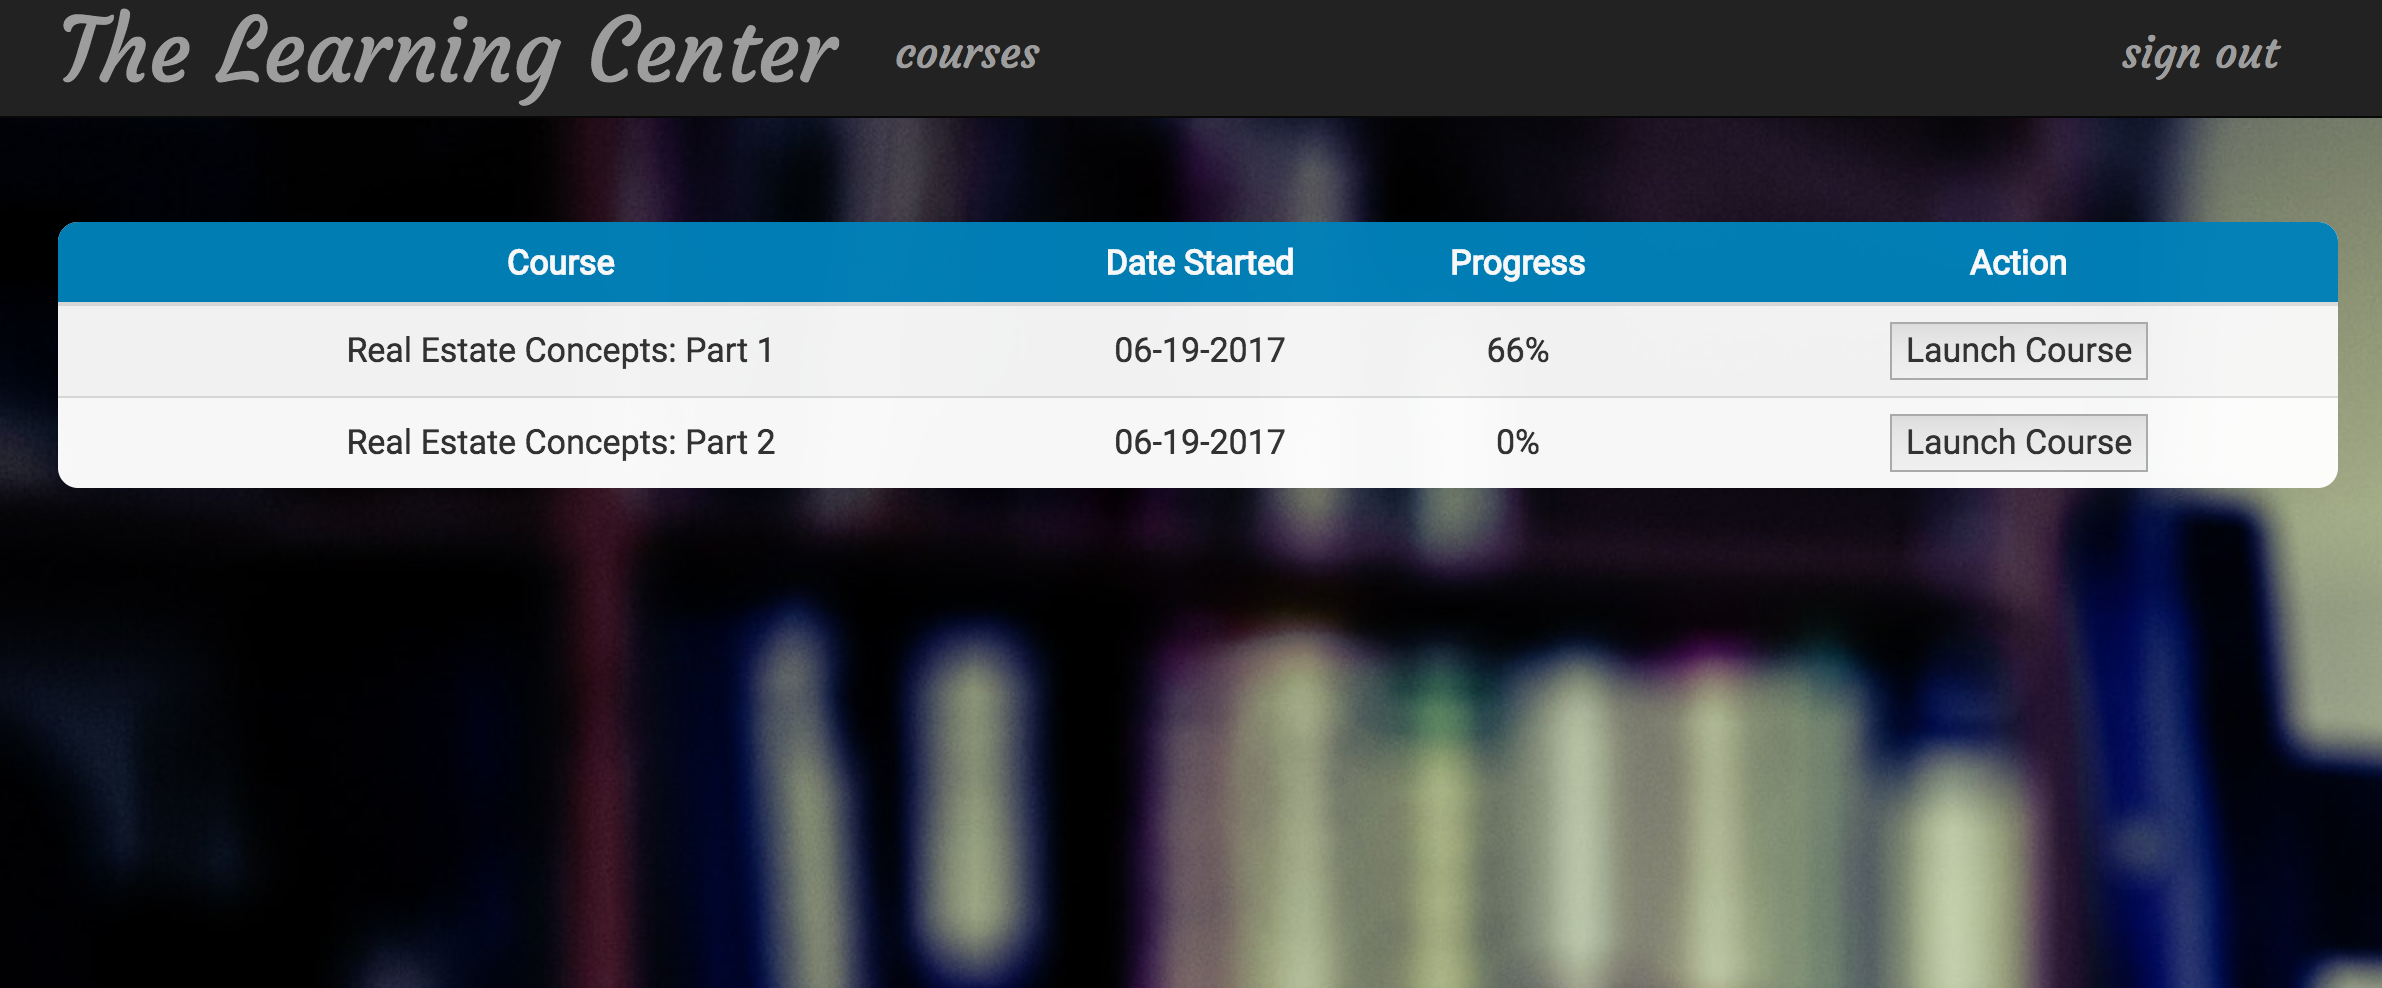 The Learning Center courses sign out
Course Date Started Progress Action
Real Estate Concepts: Part 1 06-19-2017 66% Launch Course
Real Estate Concepts: Part 2 06-19-2017 0% Launch Course